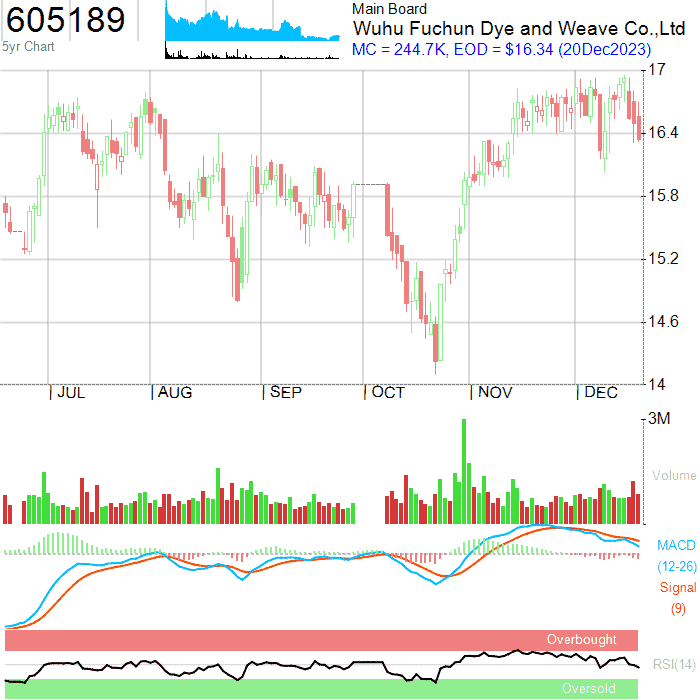 605189
5yr Chart
Main Board
Wuhu Fuchun Dye and Weave Co.,Ltd
MC = 244.7K, EOD = $16.34 (20Dec2023)
17
16.4
15.8
15.2
14.6
14
JUL AUG SEP OCT NOV DEC
3M
Volume
MACD
(12-26)
Signal
(9)
Overbought
RSI(14)
Oversold